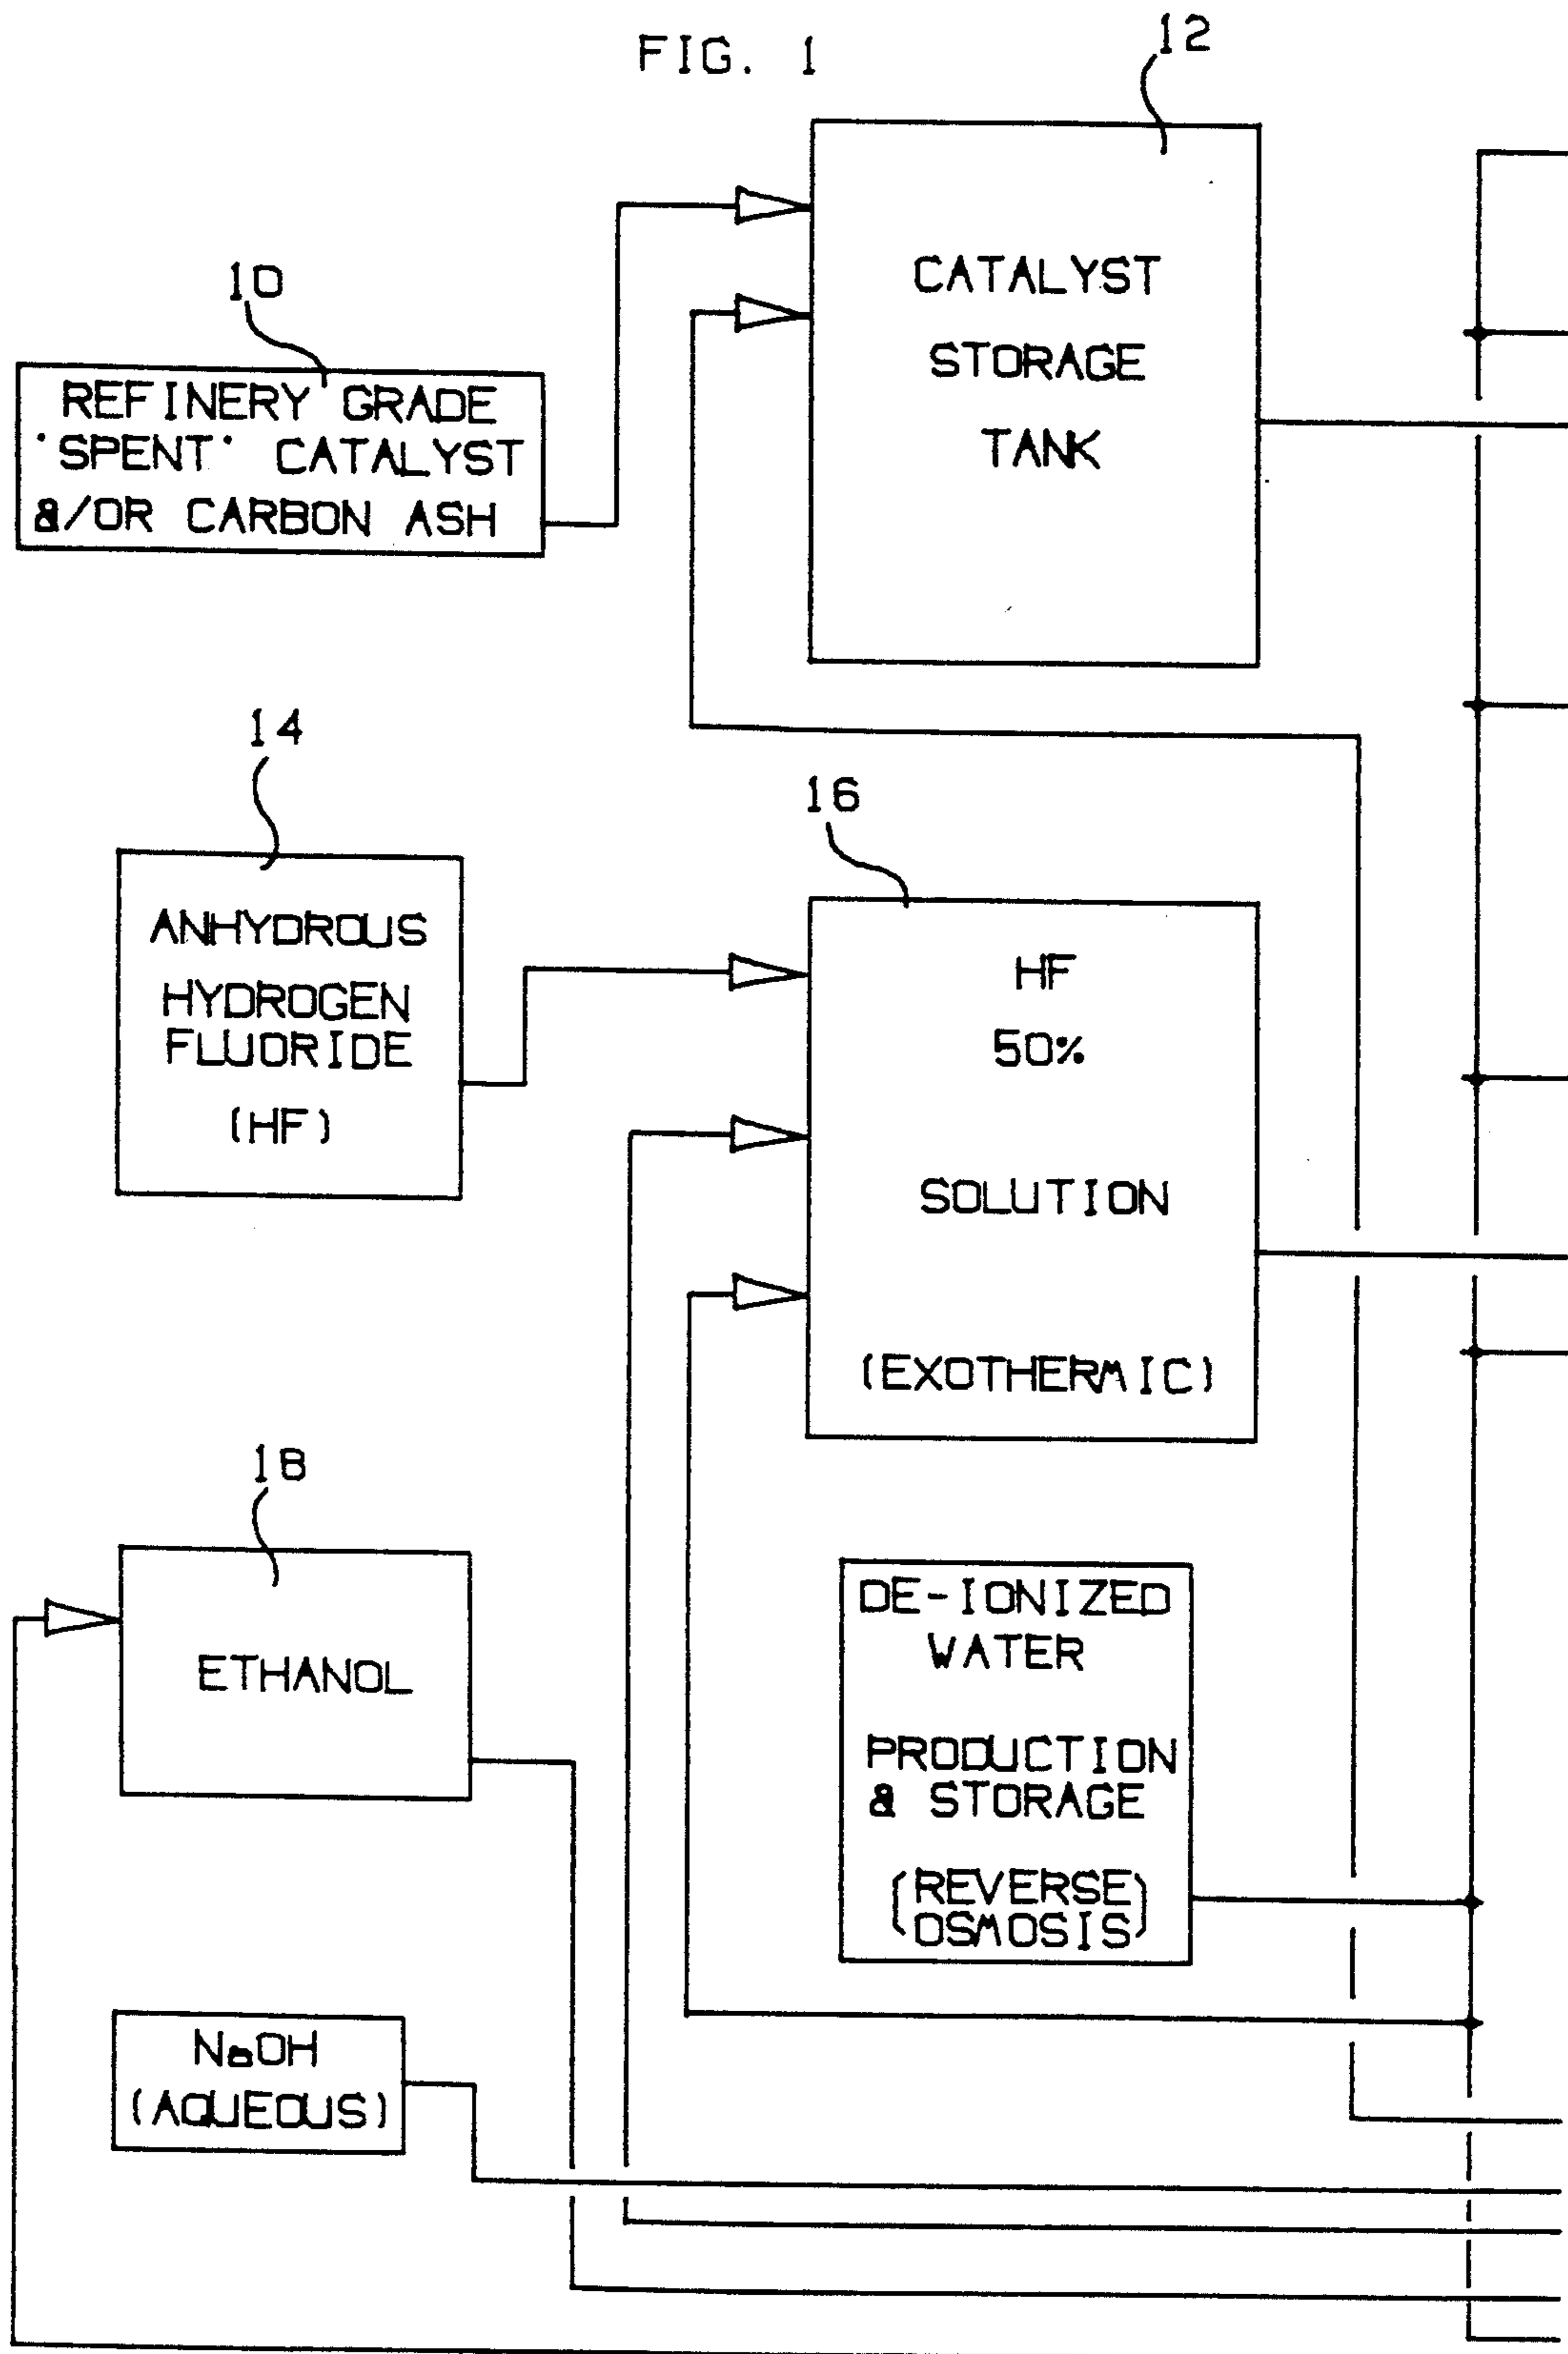 FIG. 1
12
CATALYST
STORAGE
TANK
10
REFINERY GRADE
'SPENT' CATALYST
&/OR CARBON ASH
14
ANHYDROUS
HYDROGEN
FLUORIDE
(HF)
16
HF
50%
SOLUTION
(EXOTHERMIC)
18
ETHANOL
DE-IONIZED
WATER
PRODUCTION
& STORAGE
(REVERSE
OSMOSIS)
NaOH
(AQUEOUS)